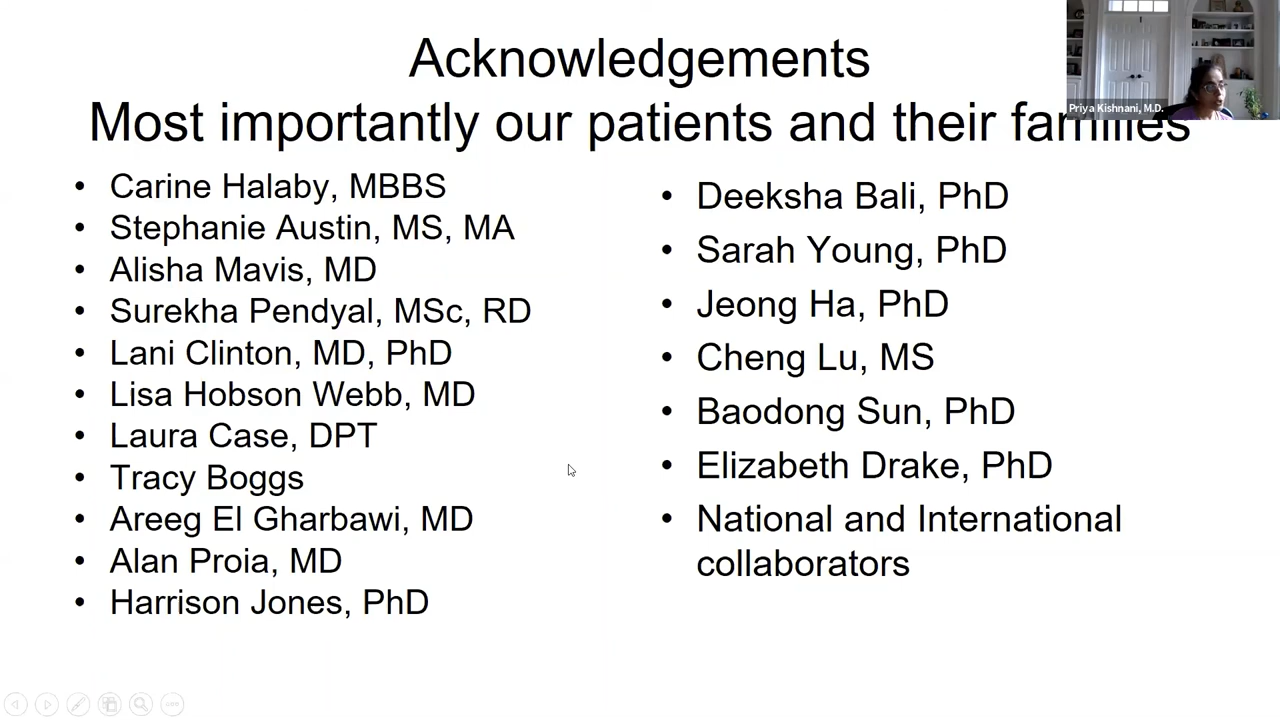 Acknowledgements
Most importantly our patients and their families
Priya Kishnani, M.D.
• Carine Halaby, MBBS
• Stephanie Austin, MS, MA
• Alisha Mavis, MD
• Surekha Pendyal, MSc, RD
• Lani Clinton, MD, PhD
• Lisa Hobson Webb, MD
• Laura Case, DPT
• Tracy Boggs
• Areeg El Gharbawi, MD
• Alan Proia, MD
• Harrison Jones, PhD
• Deeksha Bali, PhD
• Sarah Young, PhD
• Jeong Ha, PhD
• Cheng Lu, MS
• Baodong Sun, PhD
• Elizabeth Drake, PhD
• National and International
collaborators